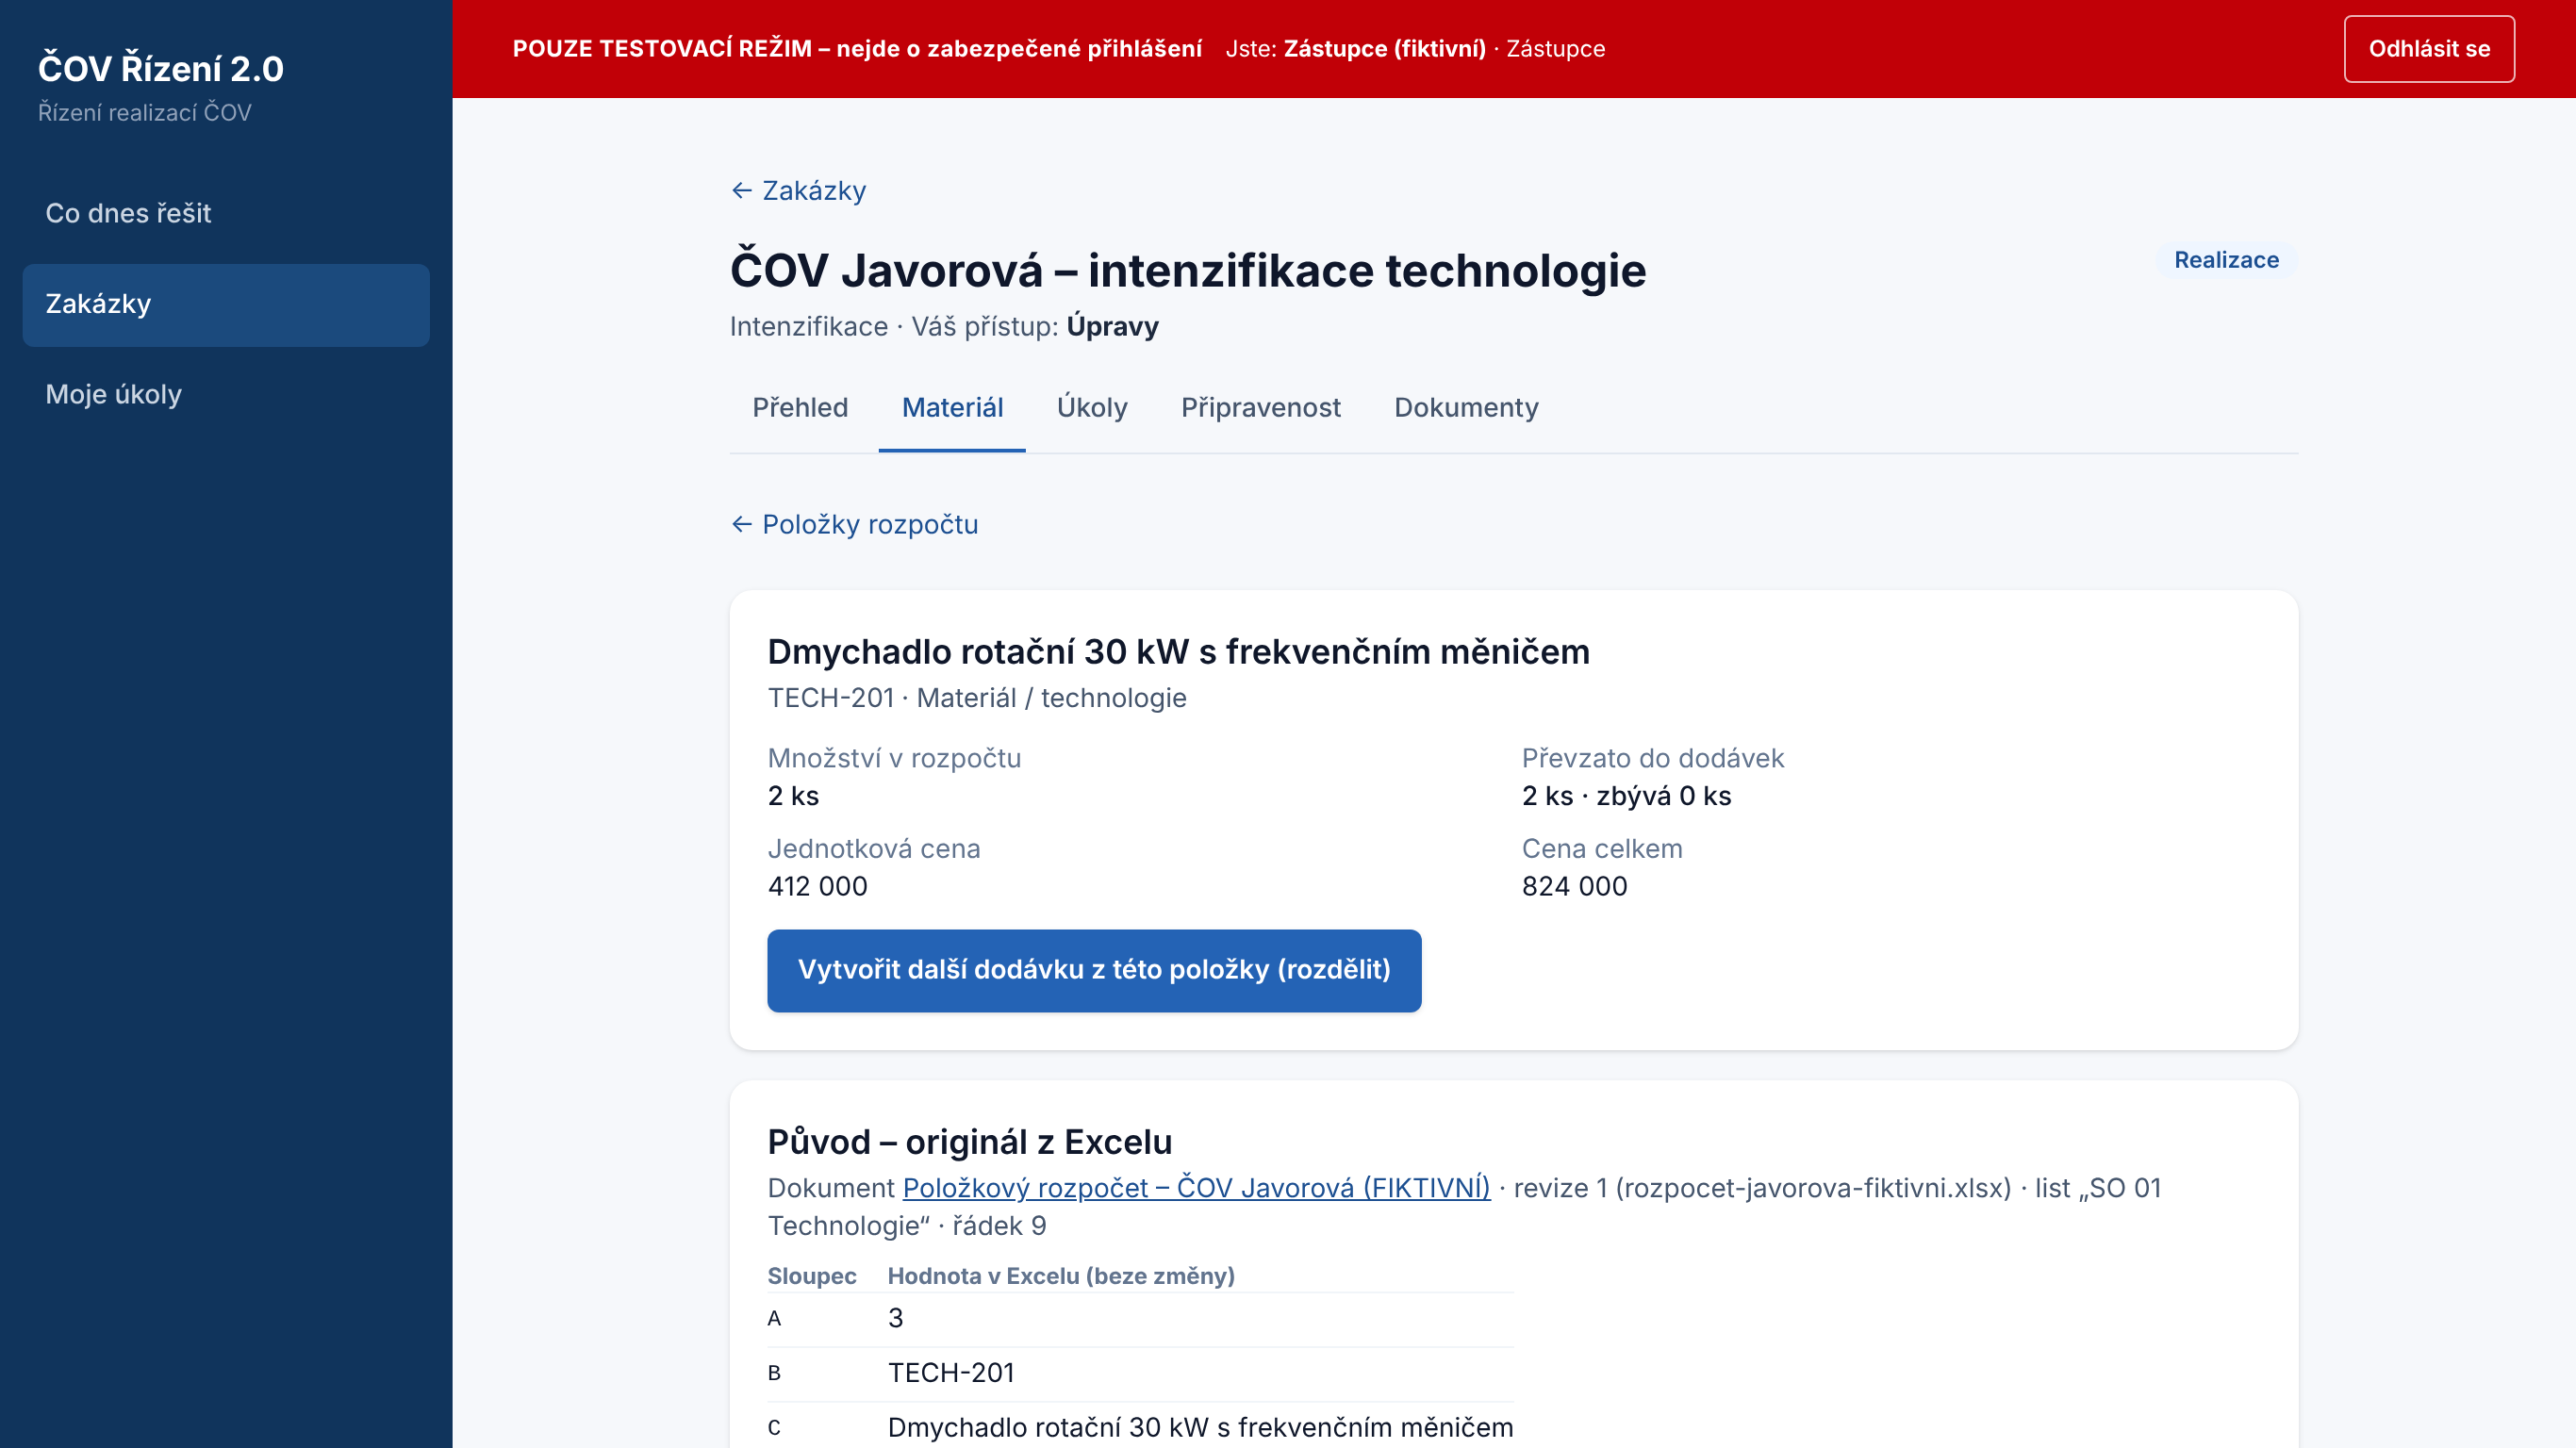 ČOV Řízení 2.0
Řízení realizací ČOV
Co dnes řešit
Zakázky
Moje úkoly
POUZE TESTOVACÍ REŽIM – nejde o zabezpečené přihlášení Jste: Zástupce (fiktivní) · Zástupce
Odhlásit se
← Zakázky
ČOV Javorová – intenzifikace technologie
Realizace
Intenzifikace · Váš přístup: Úpravy
Přehled Materiál Úkoly Připravenost Dokumenty
← Položky rozpočtu
Dmychadlo rotační 30 kW s frekvenčním měničem
TECH-201 · Materiál / technologie
Množství v rozpočtu
2 ks
Převzato do dodávek
2 ks · zbývá 0 ks
Jednotková cena
412 000
Cena celkem
824 000
Vytvořit další dodávku z této položky (rozdělit)
Původ – originál z Excelu
Dokument Položkový rozpočet – ČOV Javorová (FIKTIVNÍ) · revize 1 (rozpocet-javorova-fiktivni.xlsx) · list „SO 01
Technologie“ · řádek 9
Sloupec Hodnota v Excelu (beze změny)
A 3
B TECH-201
C Dmychadlo rotační 30 kW s frekvenčním měničem